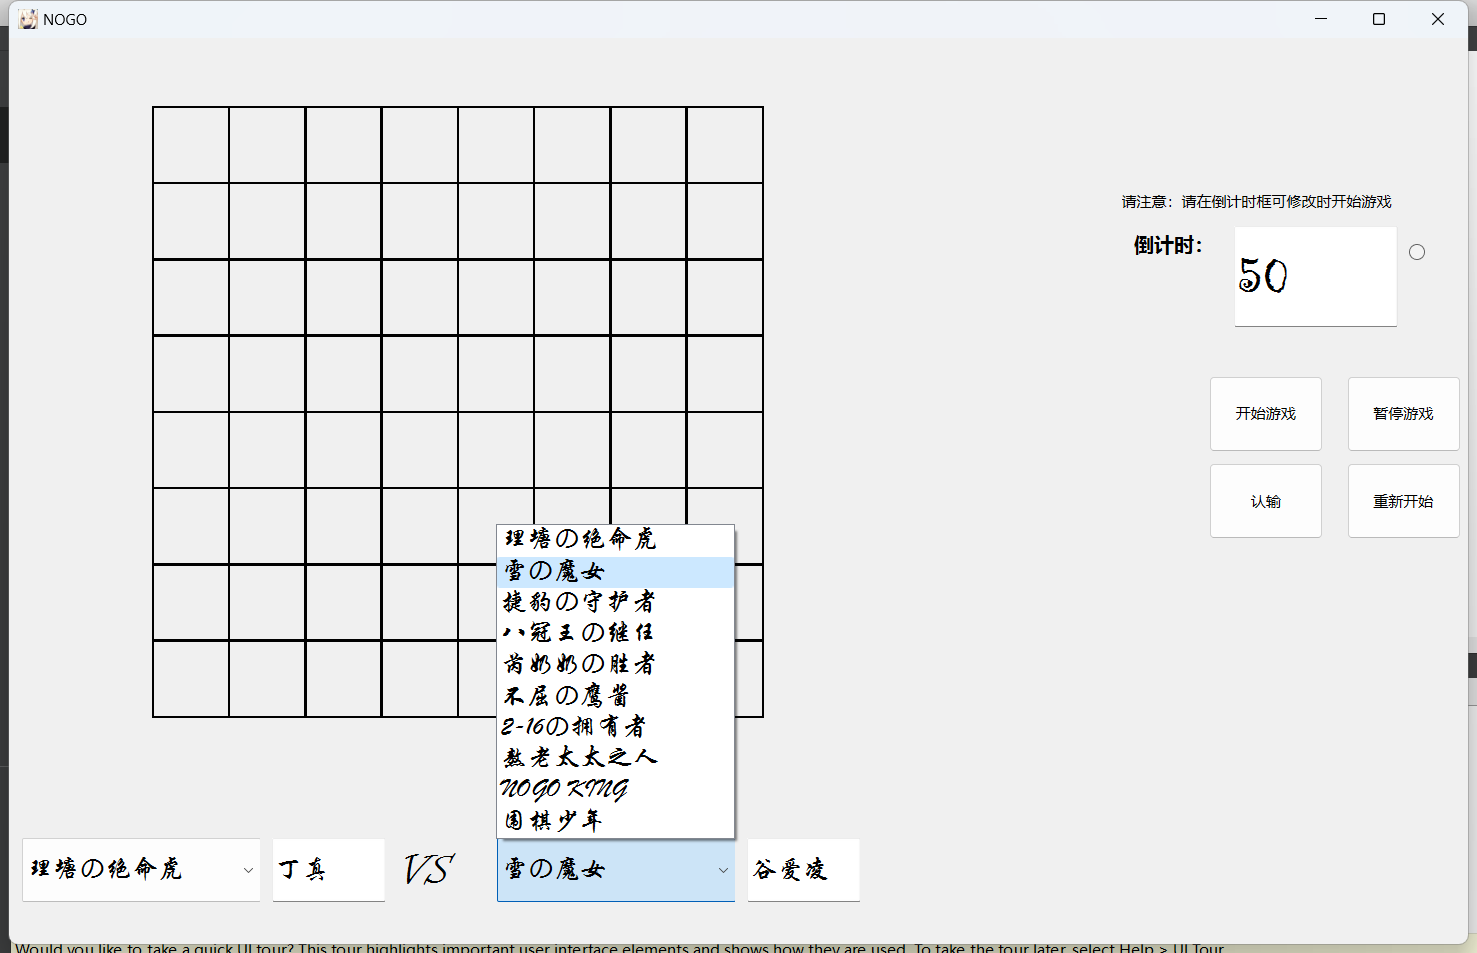 NOGO
请注意：请在倒计时框可修改时开始游戏
倒计时：
50
开始游戏
暂停游戏
认输
重新开始
理塘の绝命虎
雪の魔女
捷豹の守护者
八冠王の继任
芮奶奶の胜者
不屈の鹰酱
2-16の拥有者
熬老太太之人
NOGO KING
围棋少年
理塘の绝命虎
丁真
VS
雪の魔女
谷爱凌
Would you like to take a quick UI tour? This tour highlights important user interface elements and shows how they are used. To take the tour later, select Help > UI Tour.